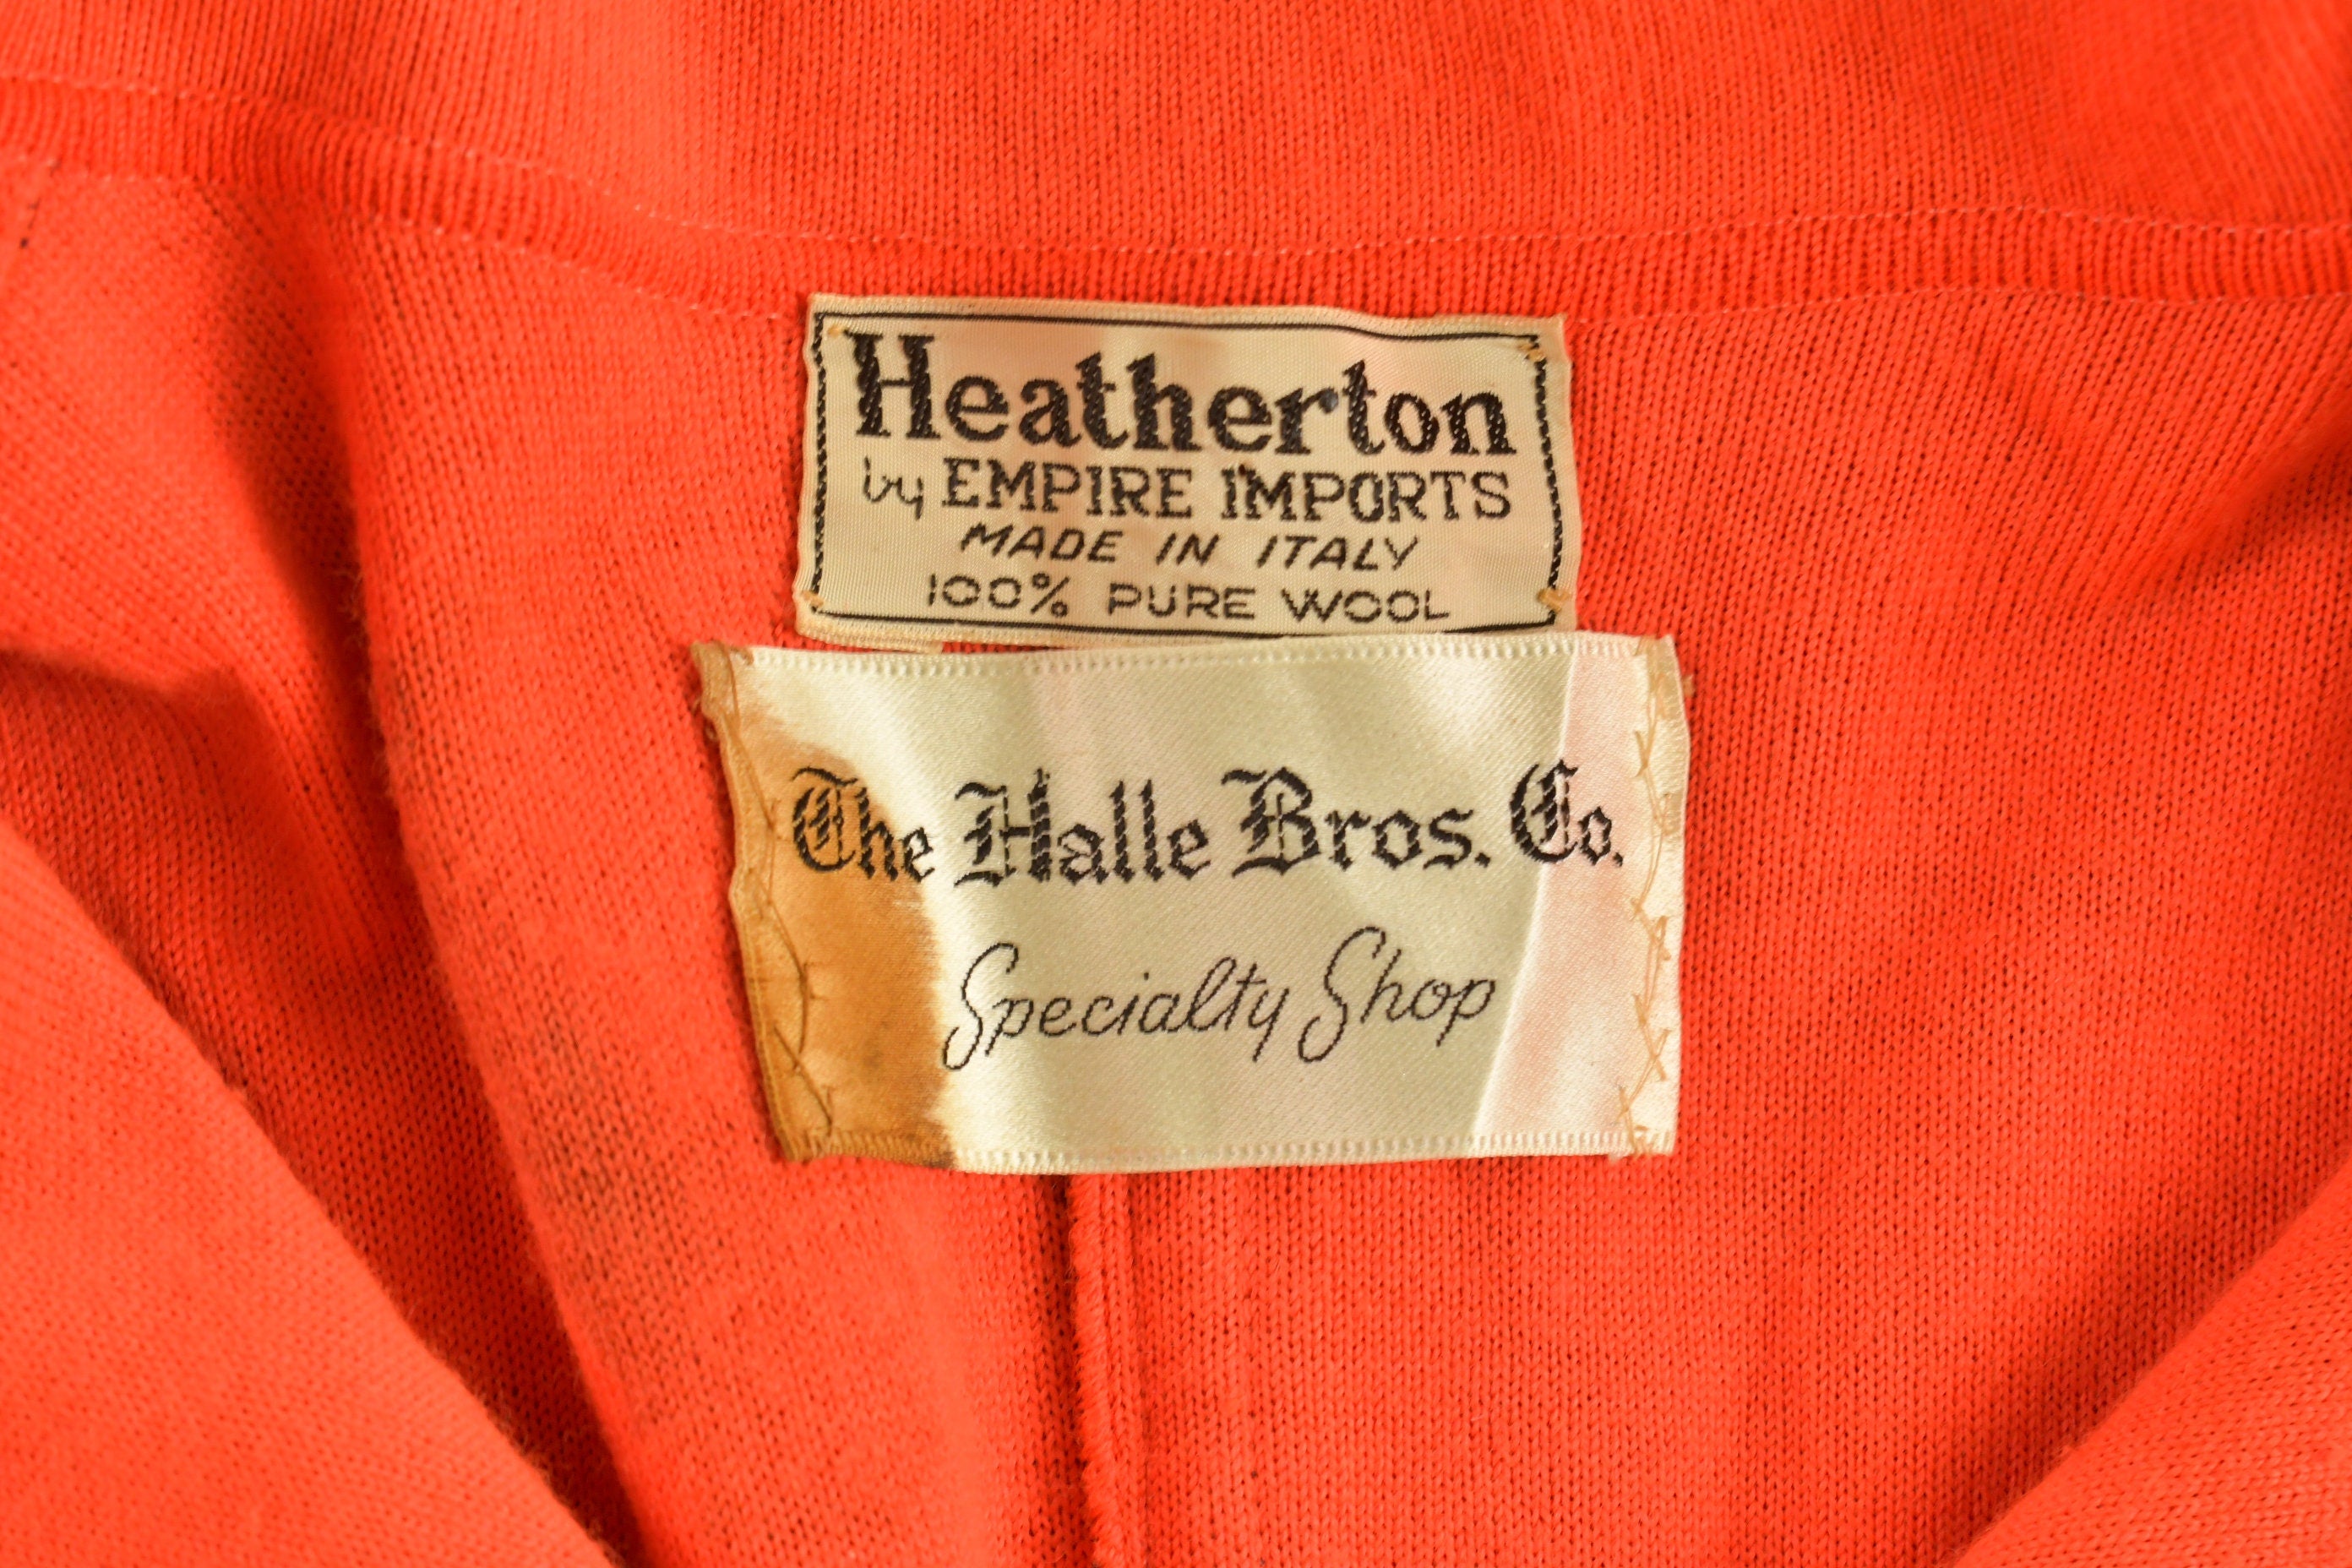 Heatherton
by EMPIRE IMPORTS
MADE IN ITALY
100% PURE WOOL
The Halle Bros. Co.
Specialty Shop